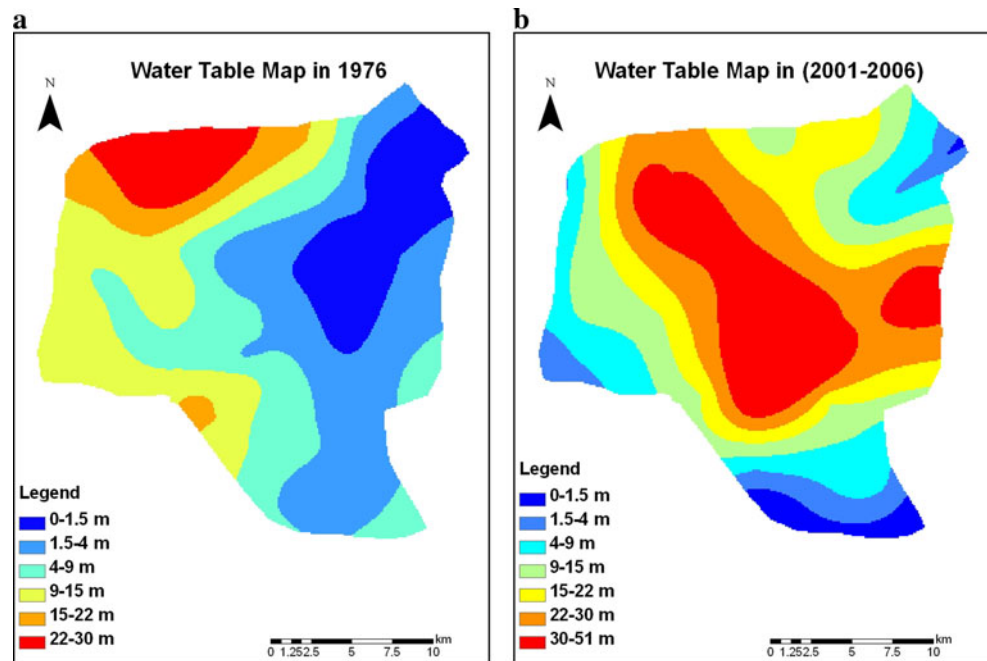 a
N
Water Table Map in 1976
Legend
0-1.5 m
1.5-4 m
4-9 m
9-15 m
15-22 m
22-30 m
km
0 1.252.5 5 7.5 10
b
N
Water Table Map in (2001-2006)
Legend
0-1.5 m
1.5-4 m
4-9 m
9-15 m
15-22 m
22-30 m
30-51 m
km
0 1.252.5 5 7.5 10